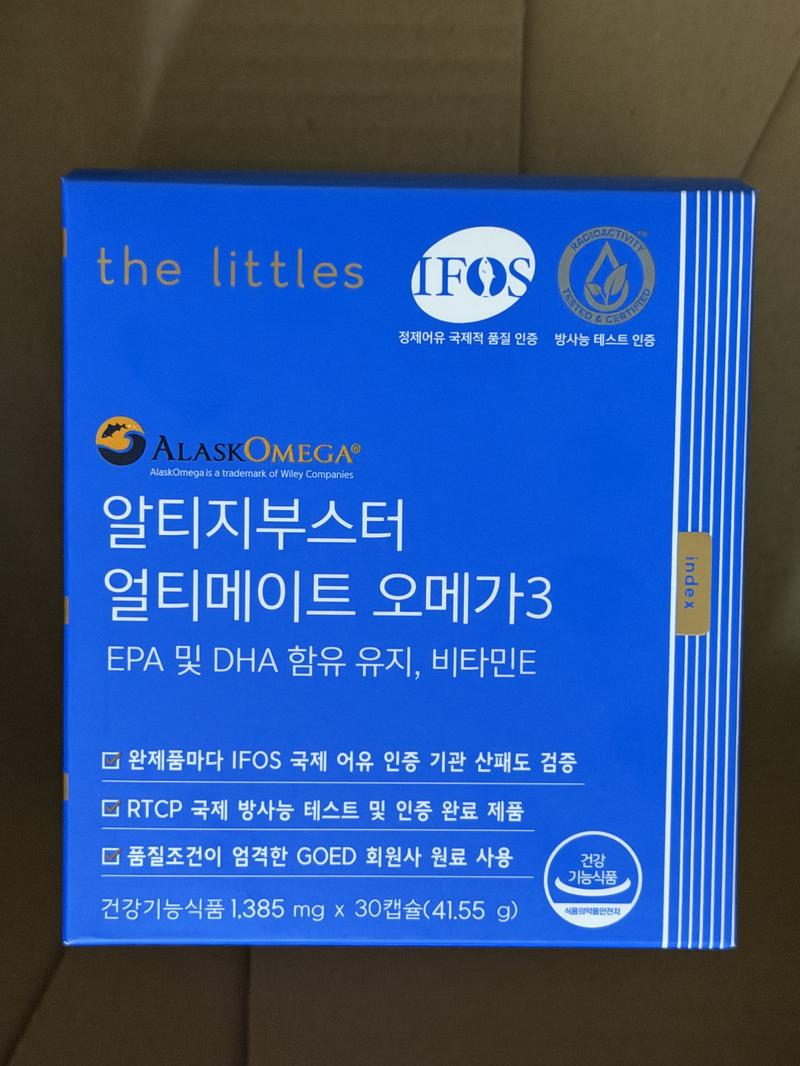 the littles
IFOS
정제어유 국제적 품질 인증
RADIOACTIVITY™
TESTED & CERTIFIED
방사능 테스트 인증
ALASKOMEGA®
AlaskOmega is a trademark of Wiley Companies
알티지부스터
얼티메이트 오메가3
EPA 및 DHA 함유 유지, 비타민E
index
완제품마다 IFOS 국제 어유 인증 기관 산패도 검증
RTCP 국제 방사능 테스트 및 인증 완료 제품
품질조건이 엄격한 GOED 회원사 원료 사용
건강기능식품 1,385 mg x 30캡슐(41.55 g)
건강
기능식품
식품의약품안전처